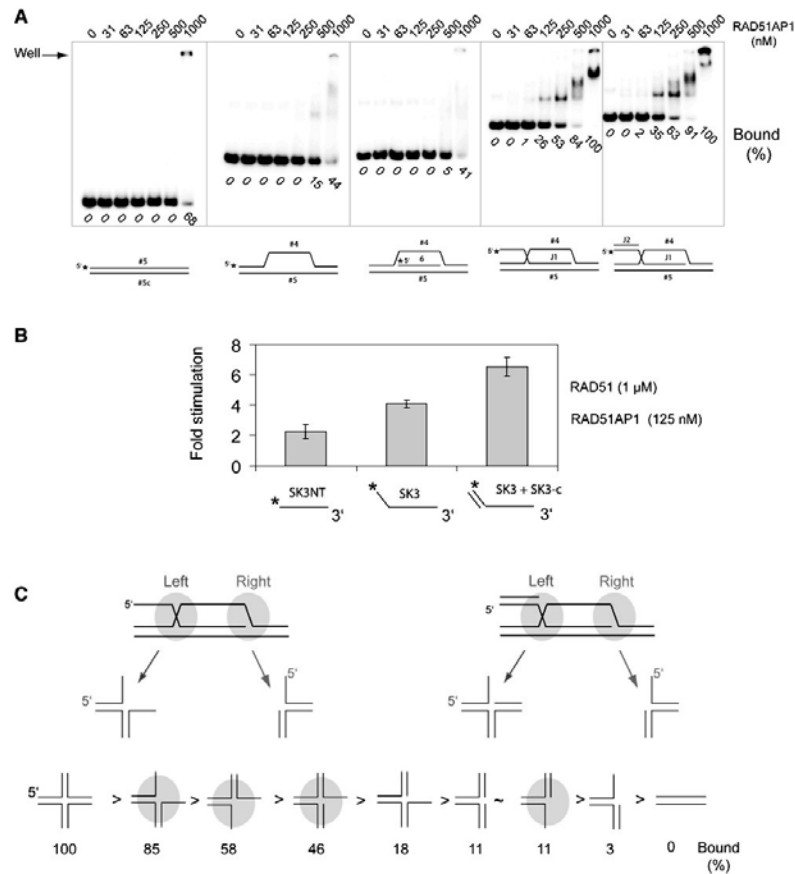 A
0 31 63 125 250 500 1000 0 31 63 125 250 500 1000 0 31 63 125 250 500 1000 0 31 63 125 250 500 1000 0 31 63 125 250 500 1000
RAD51AP1
(nM)
Well
Bound
(%)
0 0 0 0 0 0 68
0 0 0 0 0 15 44
0 0 0 0 0 5 41
0 0 1 26 53 84 100
0 0 2 35 63 91 100
5' * #5
#5c
5' * #4
#5
#4
* 5' 6
#5
5' * #4
J1
#5
J2 #4
5' * J1
#5
B
Fold stimulation
8
6
4
2
0
RAD51 (1 μM)
RAD51AP1 (125 nM)
* SK3NT 3'
* SK3 3'
* SK3 + SK3-c 3'
C
Left Right Left Right
5' 5'
5' 5' 5' 5'
5' > > > > > ~ > >
100 85 58 46 18 11 11 3 0 Bound
(%)